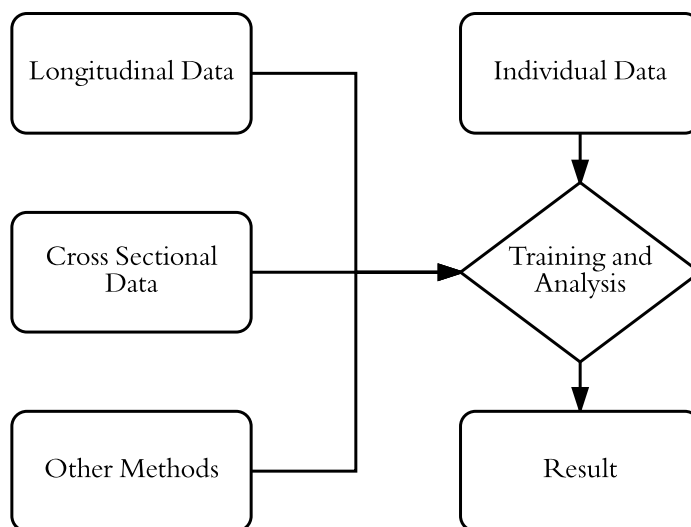 Longitudinal Data
Individual Data
Cross Sectional
Data
Training and
Analysis
Other Methods
Result